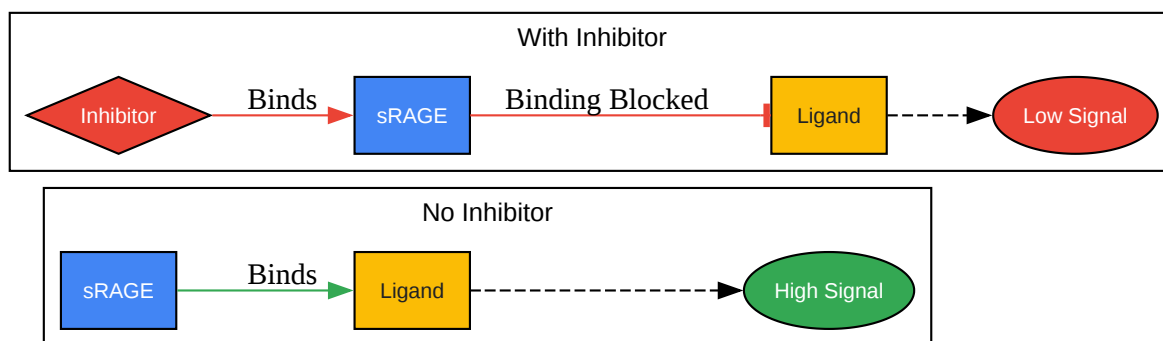 With Inhibitor
Inhibitor
Binds
sRAGE
Binding Blocked
Ligand
Low Signal
No Inhibitor
sRAGE
Binds
Ligand
High Signal